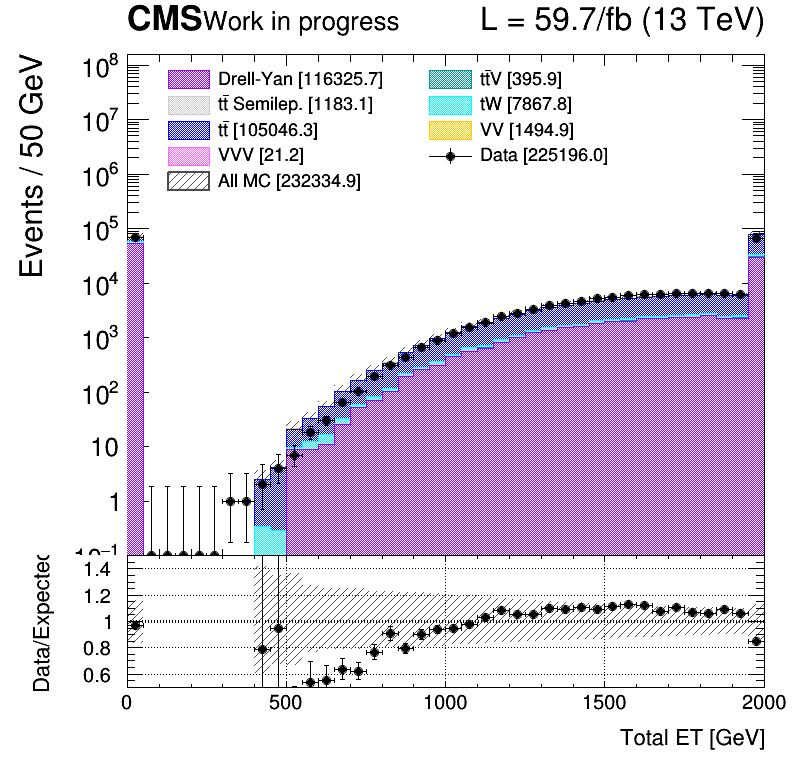 CMS Work in progress L = 59.7/fb (13 TeV)
Events / 50 GeV
Drell-Yan [116325.7]
tt̄ Semilep. [1183.1]
tt̄ [105046.3]
VVV [21.2]
All MC [232334.9]
tt̄V [395.9]
tW [7867.8]
VV [1494.9]
Data [225196.0]
10⁸
10⁷
10⁶
10⁵
10⁴
10³
10²
10
1
10⁻¹
Data/Expected
1.4
1.2
1
0.8
0.6
0 500 1000 1500 2000
Total ET [GeV]